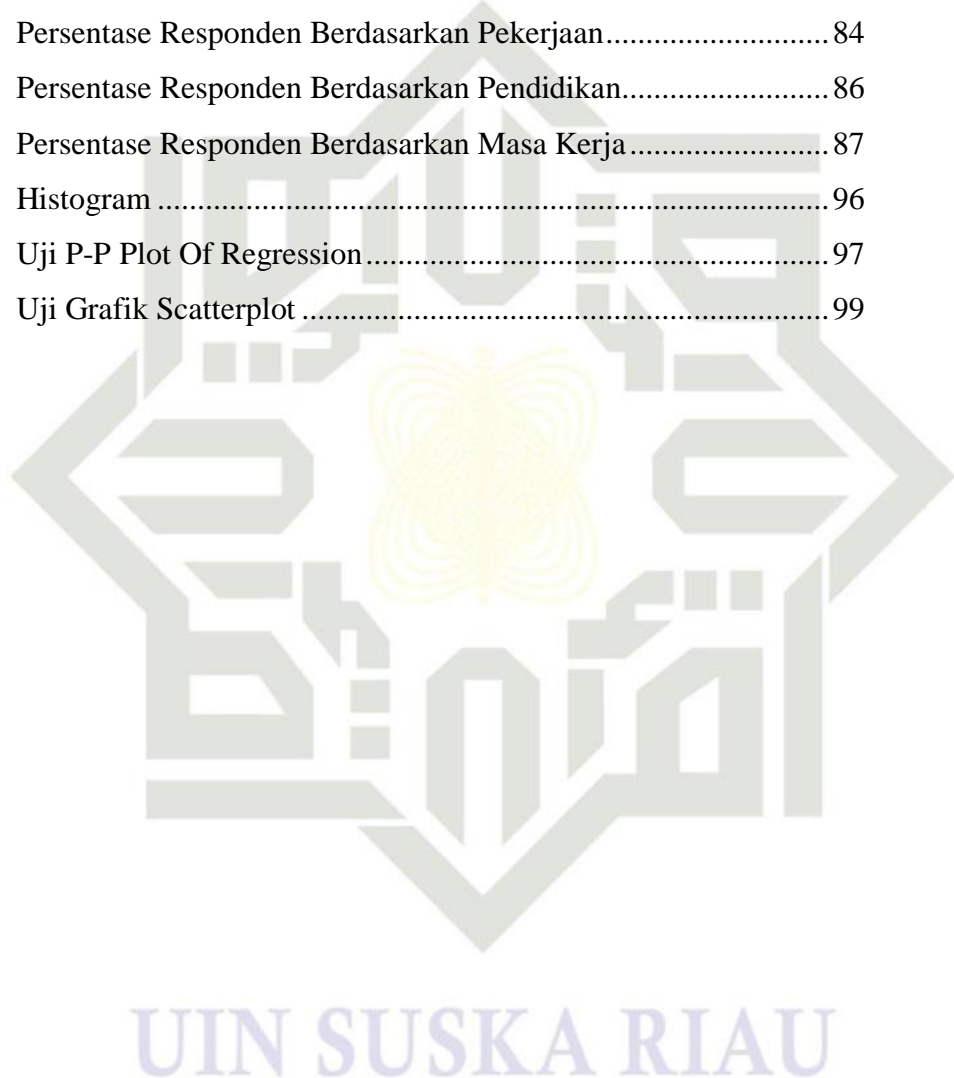 Persentase Responden Berdasarkan Pekerjaan............................ 84
Persentase Responden Berdasarkan Pendidikan.......................... 86
Persentase Responden Berdasarkan Masa Kerja......................... 87
Histogram .................................................................................... 96
Uji P-P Plot Of Regression.......................................................... 97
Uji Grafik Scatterplot .................................................................. 99
UIN SUSKA RIAU